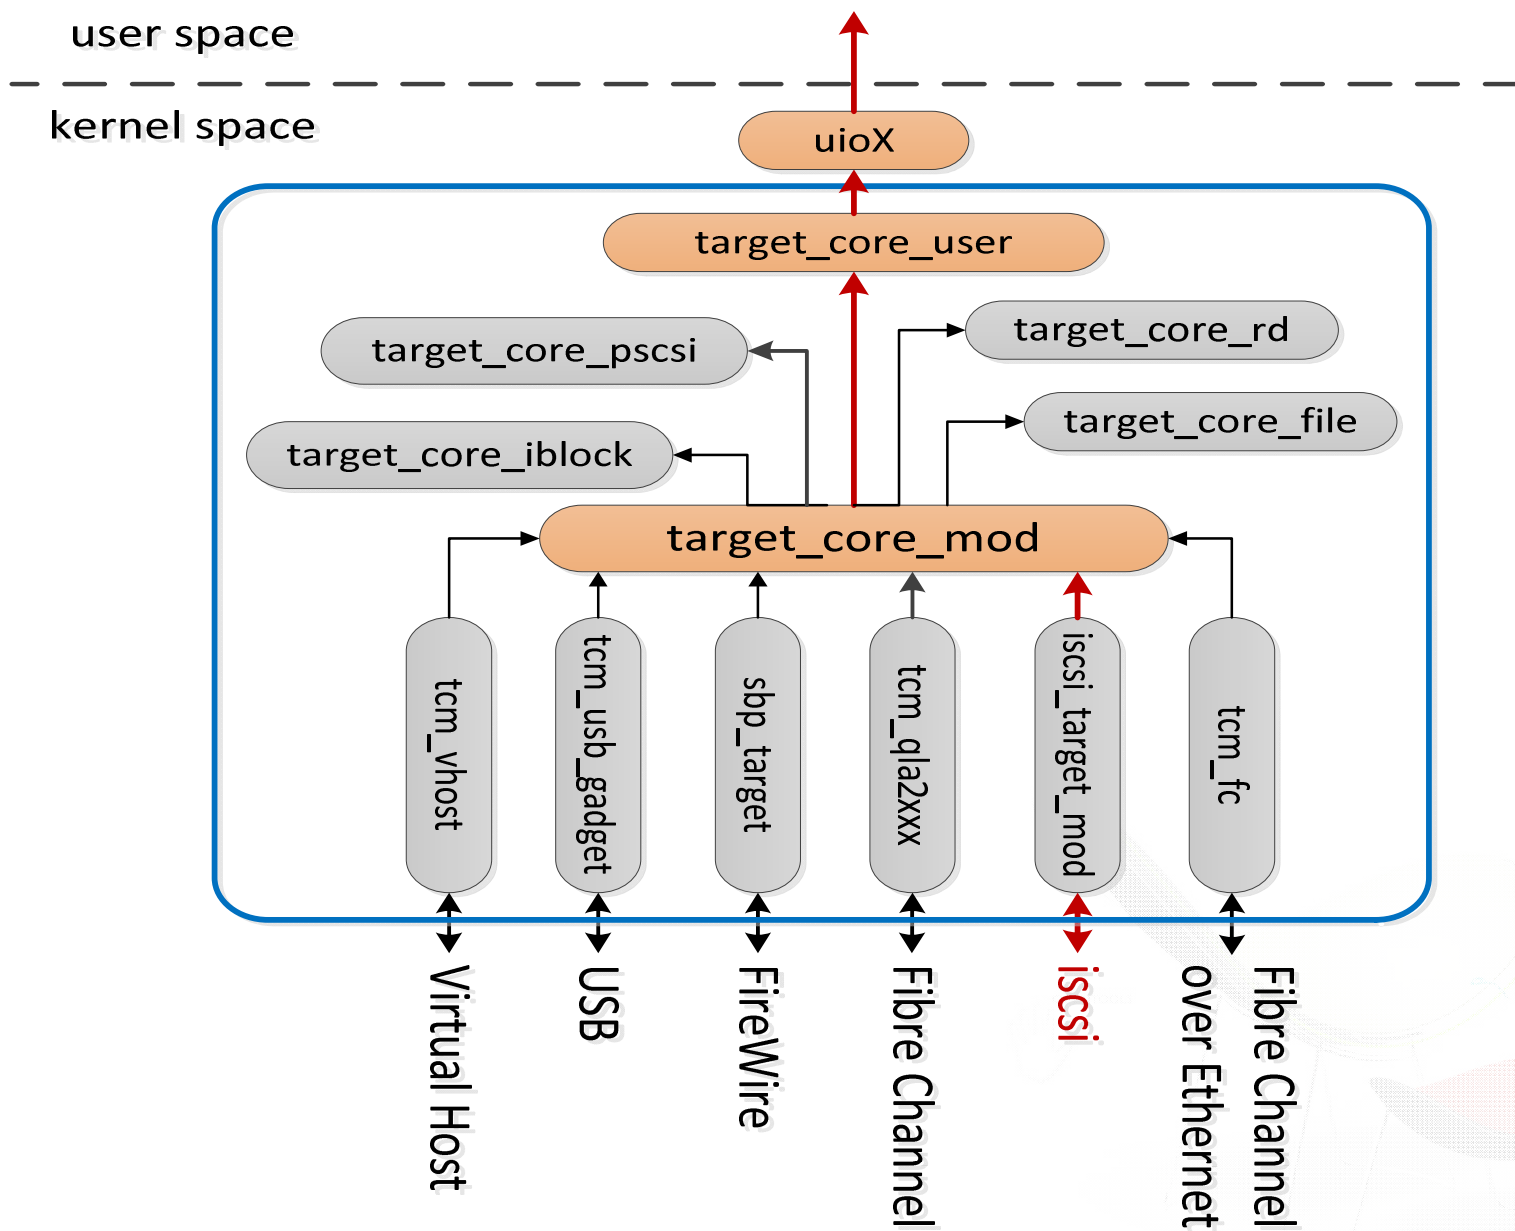 user space
kernel space
uioX
target_core_user
target_core_rd
target_core_pscsi
target_core_file
target_core_iblock
target_core_mod
tcm_vhost
tcm_usb_gadget
sbp_target
tcm_qla2xxx
iscsi_target_mod
tcm_fc
Virtual Host
USB
FireWire
Fibre Channel
iscsi
Fibre Channel
over Ethernet